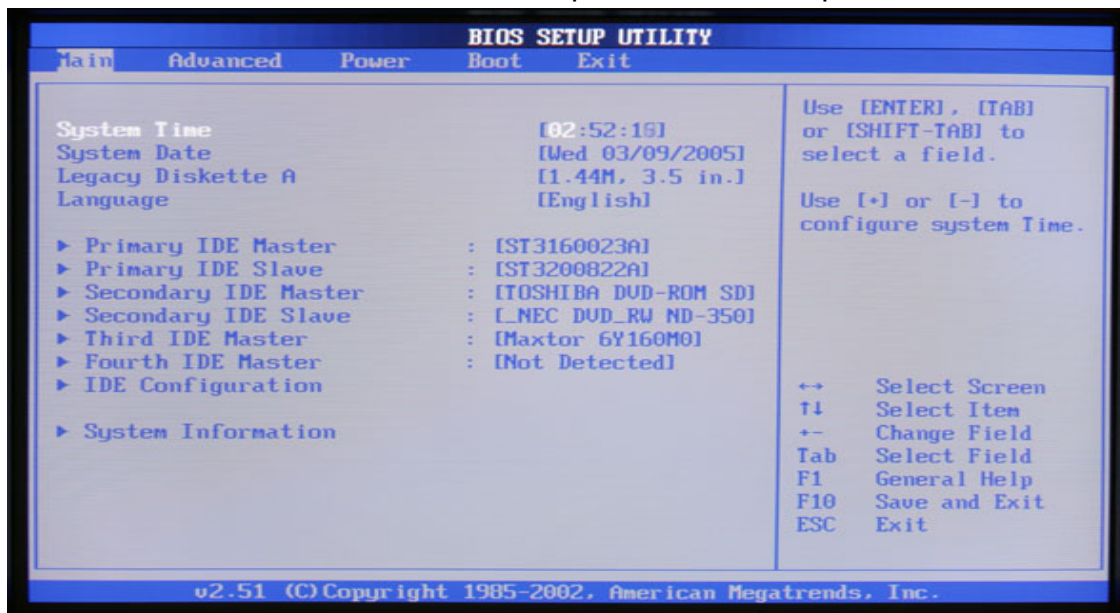 BIOS SETUP UTILITY
Main Advanced Power Boot Exit
System Time [02:52:15]
System Date [Wed 03/09/2005]
Legacy Diskette A [1.44M, 3.5 in.]
Language [English]
▶ Primary IDE Master : [ST3160023A]
▶ Primary IDE Slave : [ST3200822A]
▶ Secondary IDE Master : [TOSHIBA DVD-ROM SD]
▶ Secondary IDE Slave : [_NEC DVD_RW ND-350]
▶ Third IDE Master : [Maxtor 6Y160M0]
▶ Fourth IDE Master : [Not Detected]
▶ IDE Configuration
▶ System Information
Use [ENTER], [TAB]
or [SHIFT-TAB] to
select a field.
Use [+] or [-] to
configure system Time.
↔ Select Screen
↑↓ Select Item
+- Change Field
Tab Select Field
F1 General Help
F10 Save and Exit
ESC Exit
v2.51 (C)Copyright 1985-2002, American Megatrends, Inc.